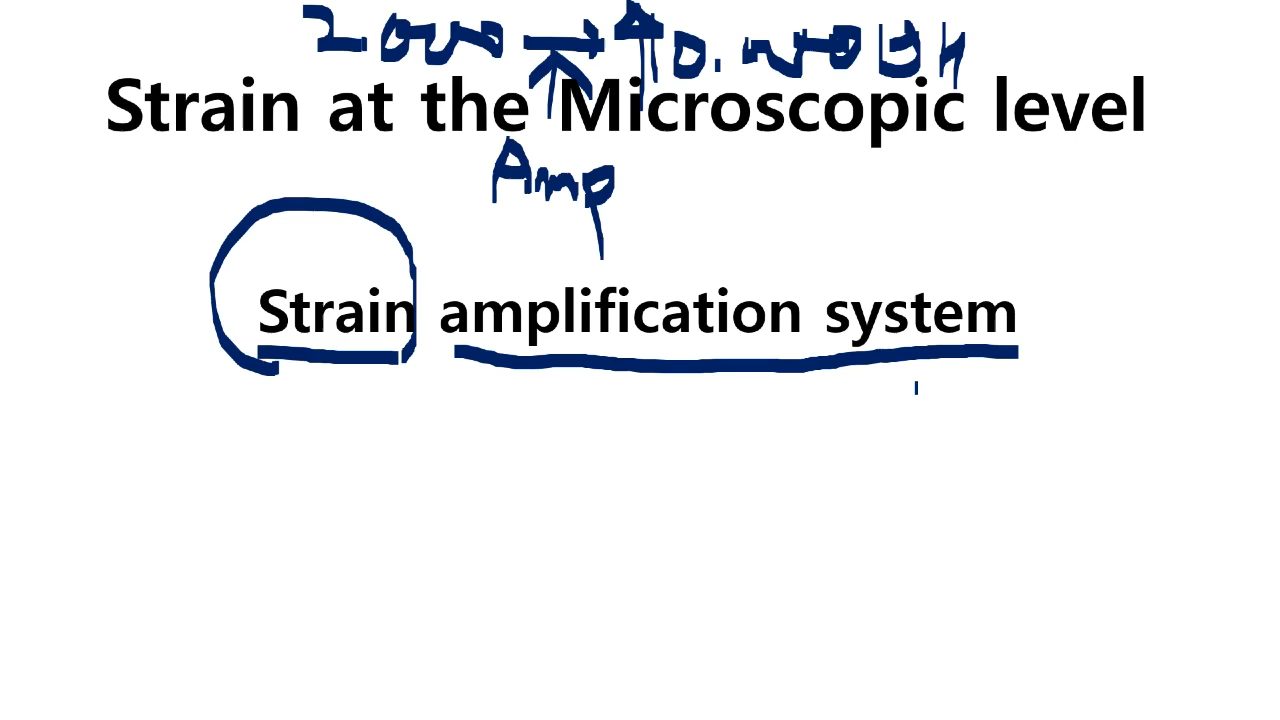 Strain at the Microscopic level
Amp
Strain amplification system